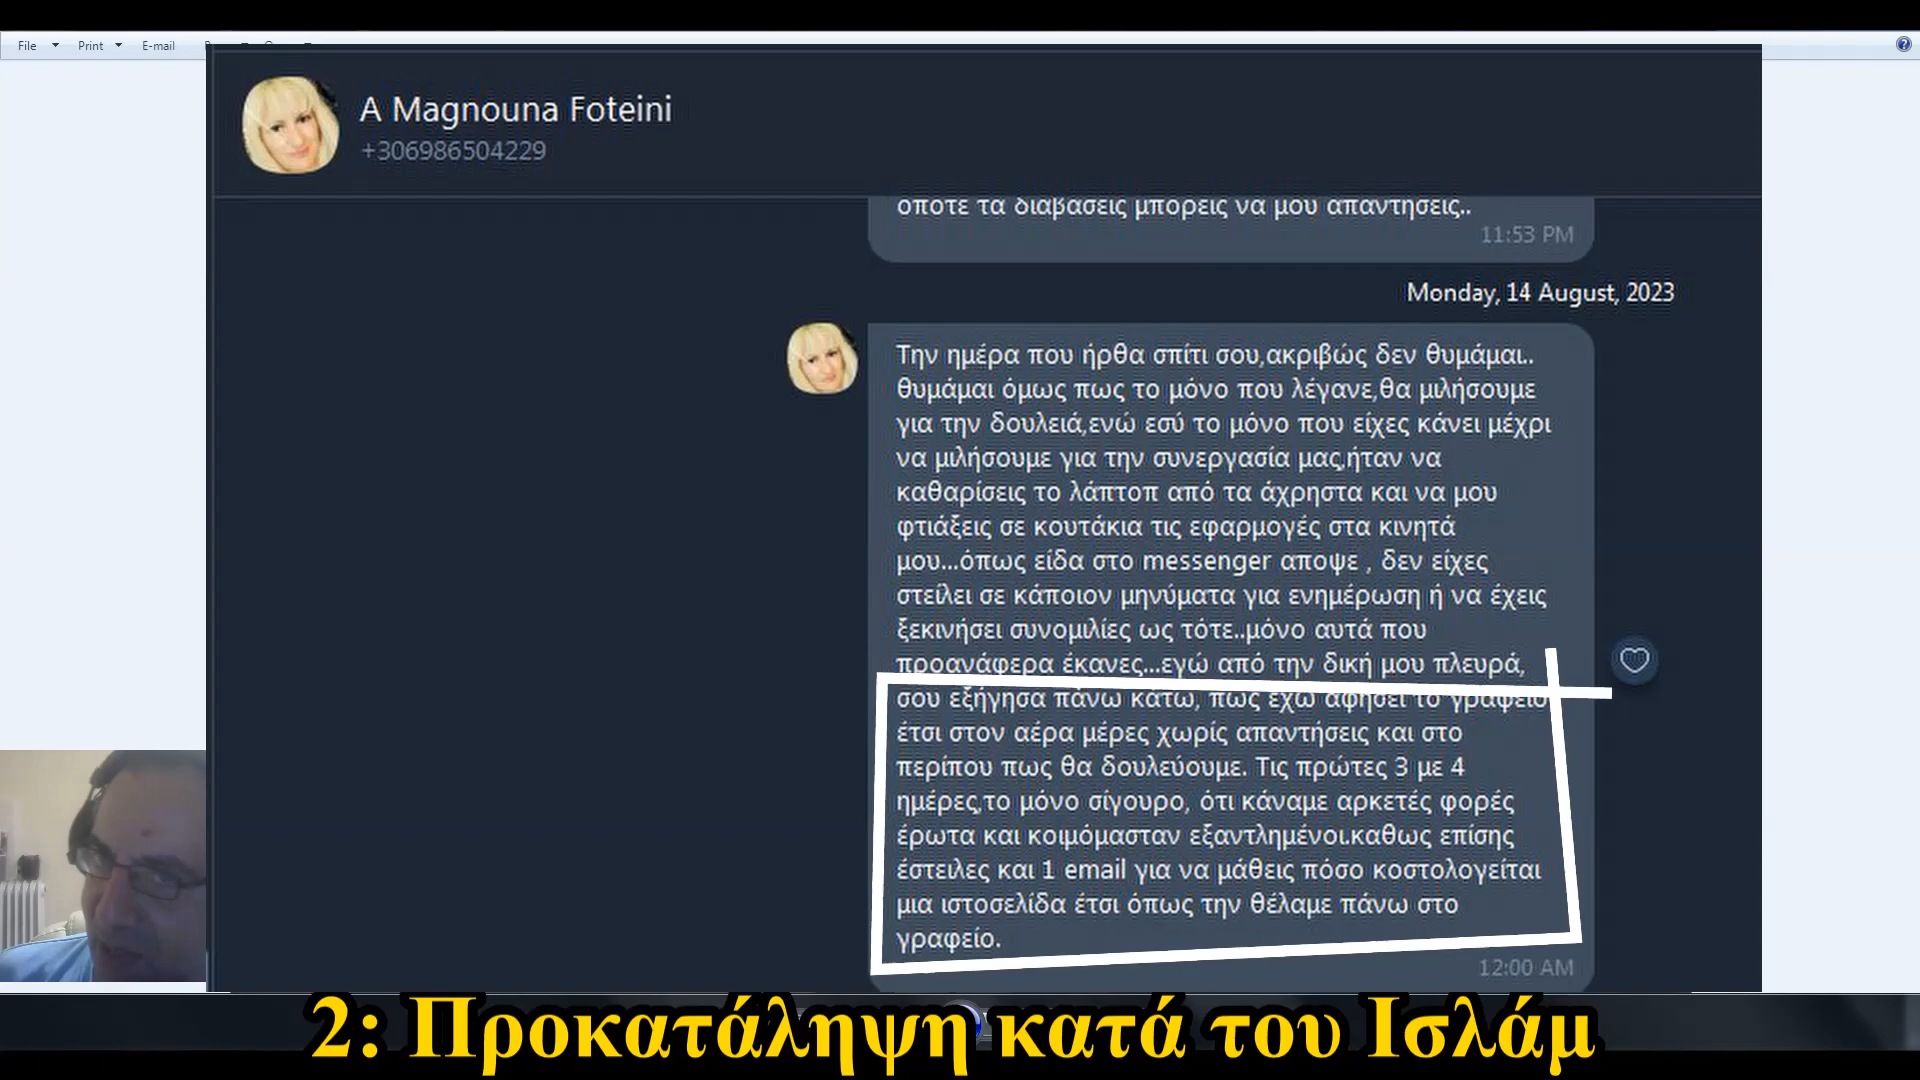 File
Print
E-mail
A Magnouna Foteini
+306986504229
οπότε τα διαβάσεις μπορείς να μου απαντήσεις..
11:53 PM
Monday, 14 August, 2023
Την ημέρα που ήρθα σπίτι σου,ακριβώς δεν θυμάμαι..
θυμάμαι όμως πως το μόνο που λέγανε,θα μιλήσουμε
για την δουλειά,ενώ εσύ το μόνο που είχες κάνει μέχρι
να μιλήσουμε για την συνεργασία μας,ήταν να
καθαρίσεις το λάπτοπ από τα άχρηστα και να μου
φτιάξεις σε κουτάκια τις εφαρμογές στα κινητά
μου...όπως είδα στο messenger αποψε , δεν είχες
στείλει σε κάποιον μηνύματα για ενημέρωση ή να έχεις
ξεκινήσει συνομιλίες ως τότε..μόνο αυτά που
προανάφερα έκανες...εγώ από την δική μου πλευρά,
σου εξήγησα πάνω κάτω, πως έχω αφήσει το γραφείο
έτσι στον αέρα μέρες χωρίς απαντήσεις και στο
περίπου πως θα δουλεύουμε. Τις πρώτες 3 με 4
ημέρες,το μόνο σίγουρο, ότι κάναμε αρκετές φορές
έρωτα και κοιμόμασταν εξαντλημένοι.καθως επίσης
έστειλες και 1 email για να μάθεις πόσο κοστολογείται
μια ιστοσελίδα έτσι όπως την θέλαμε πάνω στο
γραφείο.
12:00 AM
2: Προκατάληψη κατά του Ισλάμ